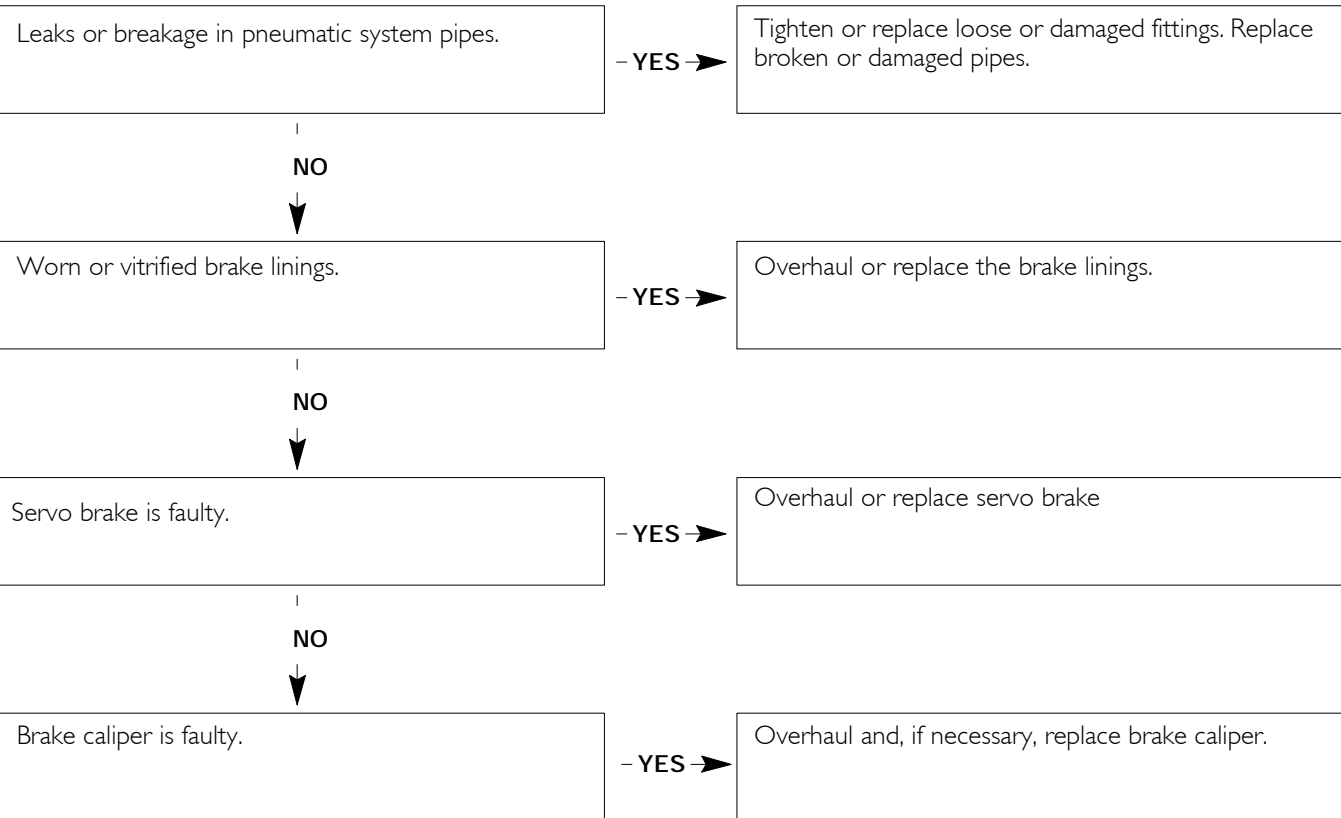 Leaks or breakage in pneumatic system pipes.
YES
Tighten or replace loose or damaged fittings. Replace
broken or damaged pipes.
NO
Worn or vitrified brake linings.
YES
Overhaul or replace the brake linings.
NO
Servo brake is faulty.
YES
Overhaul or replace servo brake
NO
Brake caliper is faulty.
YES
Overhaul and, if necessary, replace brake caliper.